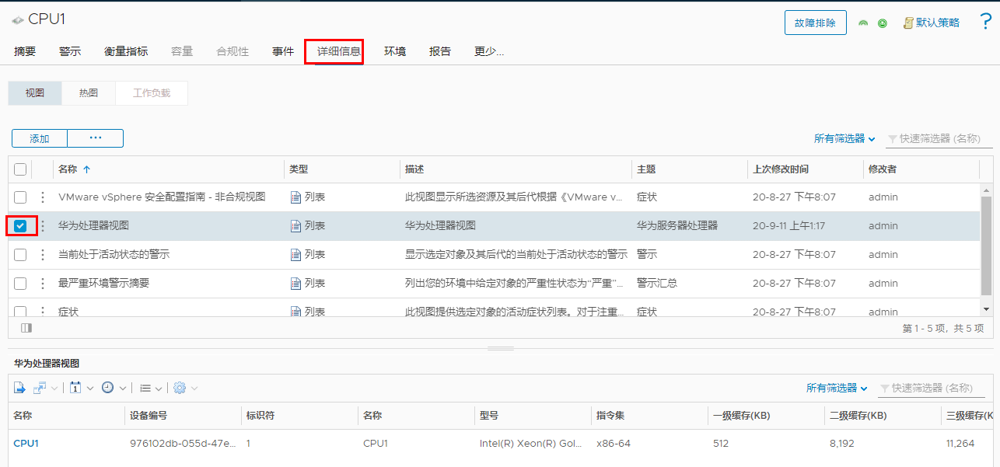 CPU1
故障排除 默认策略 ?
摘要 警示 衡量指标 容量 合规性 事件 详细信息 环境 报告 更少...
视图 热图 工作负载
添加 ··· 所有筛选器 快速筛选器 (名称)
名称 类型 描述 主题 上次修改时间 修改者
VMware vSphere 安全配置指南 - 非合规视图 列表 此视图显示所选资源及其后代根据《VMware v... 症状 20-8-27 下午8:07 admin
华为处理器视图 列表 华为处理器视图 华为服务器处理器 20-9-11 上午1:17 admin
当前处于活动状态的警示 列表 显示选定对象及其后代的当前处于活动状态的警示 警示 20-8-27 下午8:07 admin
最严重环境警示摘要 列表 列出您的环境中给定对象的严重性状态为“严重”... 警示汇总 20-8-27 下午8:07 admin
症状 列表 此视图提供选定对象的活动症状列表。对于注重... 症状 20-8-27 下午8:07 admin
第 1 - 5 项，共 5 项
华为处理器视图
1 所有筛选器 快速筛选器 (名称)
名称 设备编号 标识符 名称 型号 指令集 一级缓存(KB) 二级缓存(KB) 三级缓存(K
CPU1 976102db-055d-47e... 1 CPU1 Intel(R) Xeon(R) Gol... x86-64 512 8,192 11,264